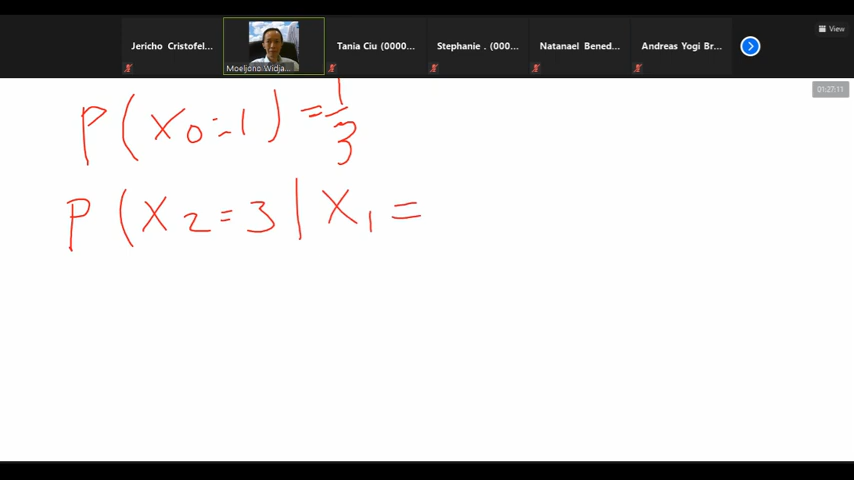 View
Jericho Cristofel...
Tania Ciu (0000...
Stephanie . (000...
Natanael Bened...
Andreas Yogi Br...
Moeljono Widja...
01:27:11
P(X₀=1) = 1/3
P(X₂=3 | X₁=